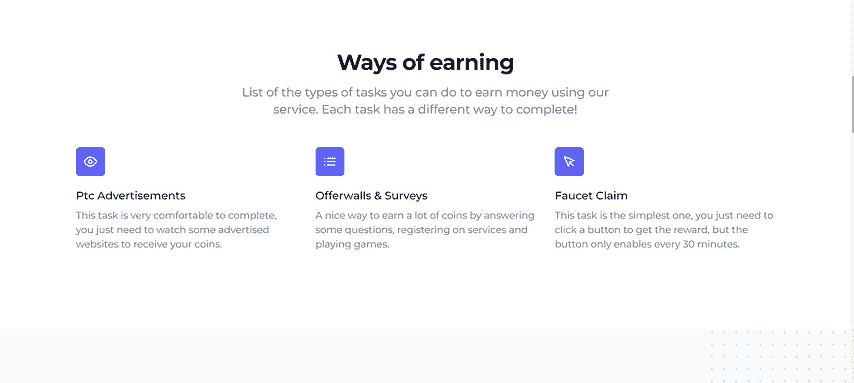 Ways of earning
List of the types of tasks you can do to earn money using our
service. Each task has a different way to complete!
Ptc Advertisements
This task is very comfortable to complete,
you just need to watch some advertised
websites to receive your coins.
Offerwalls & Surveys
A nice way to earn a lot of coins by answering
some questions, registering on services and
playing games.
Faucet Claim
This task is the simplest one, you just need to
click a button to get the reward, but the
button only enables every 30 minutes.